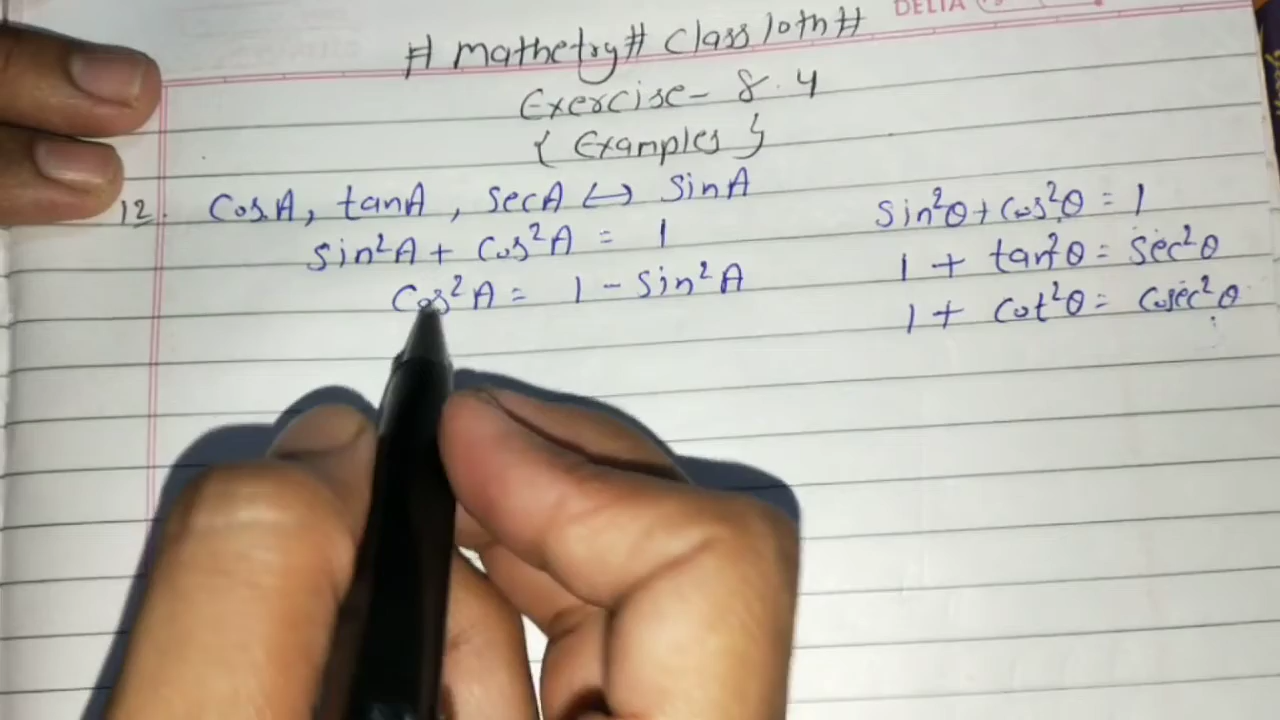 DELTA
# Mathetry# Class 10th #
Exercise- 8.4
{ Examples }
12. CosA, tanA, secA ↔ SinA
sin²A + Cos²A = 1
Cos²A = 1 - Sin²A
Sin²θ + Cos²θ = 1
1 + tan²θ = Sec²θ
1 + Cot²θ = Cosec²θ